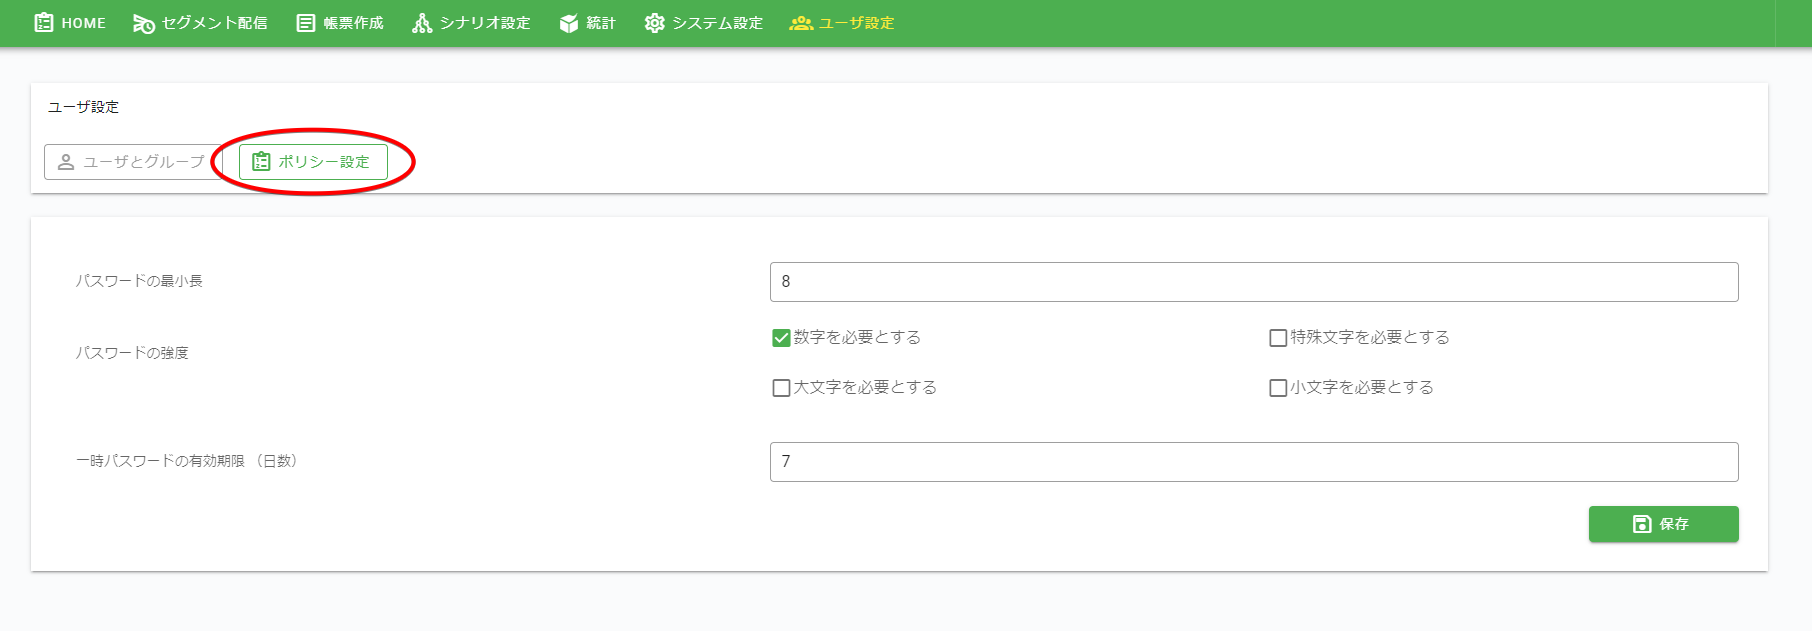 HOME セグメント配信 帳票作成 シナリオ設定 統計 システム設定 ユーザ設定
ユーザ設定
ユーザとグループ ポリシー設定
パスワードの最小長 8
パスワードの強度
数字を必要とする 特殊文字を必要とする
大文字を必要とする 小文字を必要とする
一時パスワードの有効期限 （日数） 7
保存